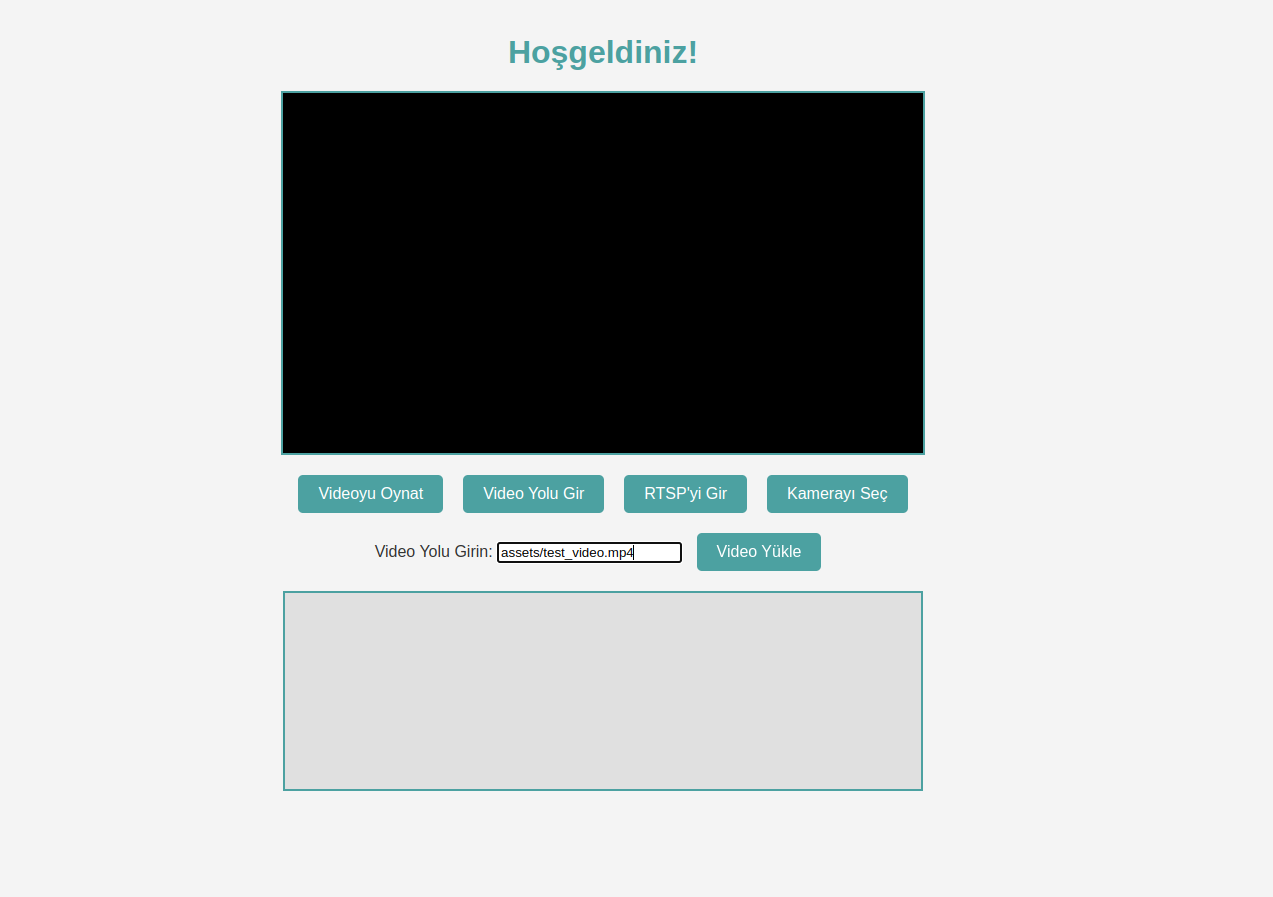 Hoşgeldiniz!
Videoyu Oynat Video Yolu Gir RTSP'yi Gir Kamerayı Seç
Video Yolu Girin: assets/test_video.mp4 Video Yükle